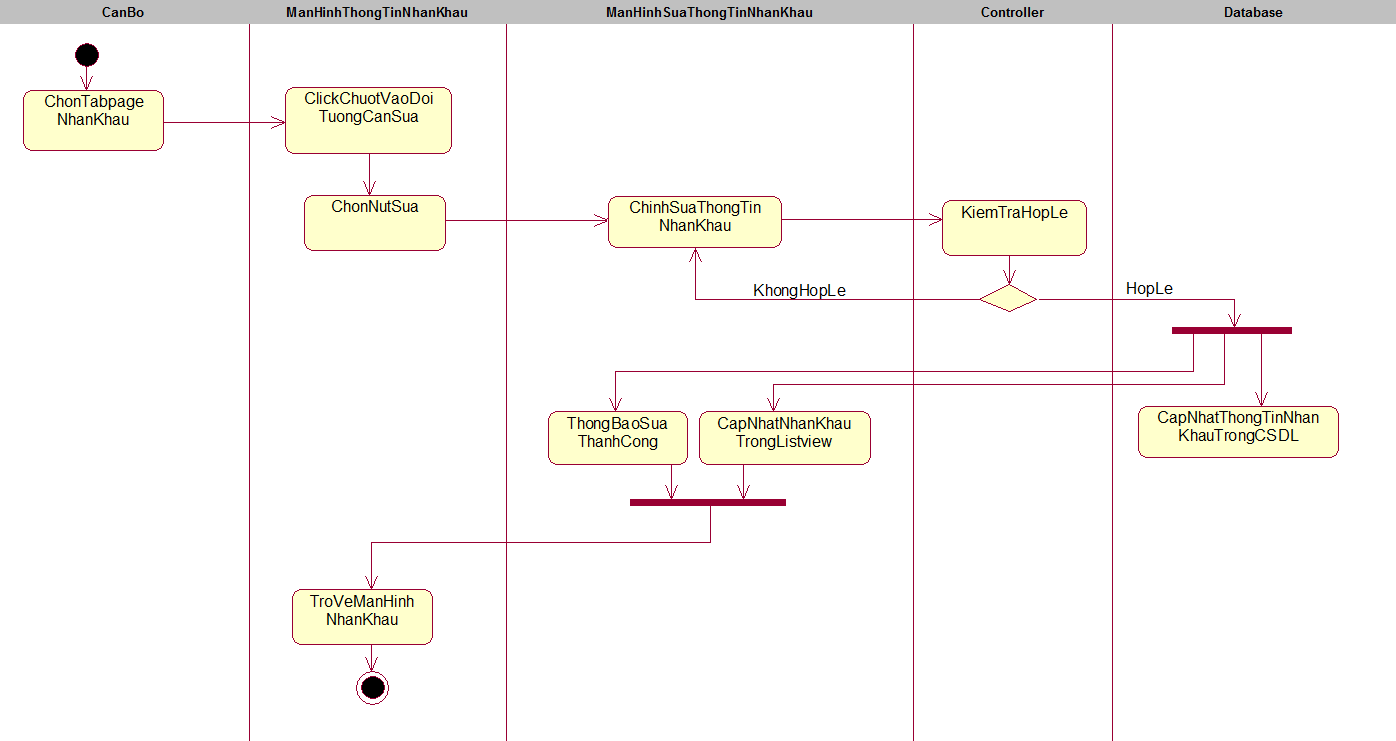 CanBo
ManHinhThongTinNhanKhau
ManHinhSuaThongTinNhanKhau
Controller
Database
ChonTabpage
NhanKhau
ClickChuotVaoDoi
TuongCanSua
ChonNutSua
ChinhSuaThongTin
NhanKhau
KiemTraHopLe
KhongHopLe
HopLe
ThongBaoSua
ThanhCong
CapNhatNhanKhau
TrongListview
CapNhatThongTinNhan
KhauTrongCSDL
TroVeManHinh
NhanKhau